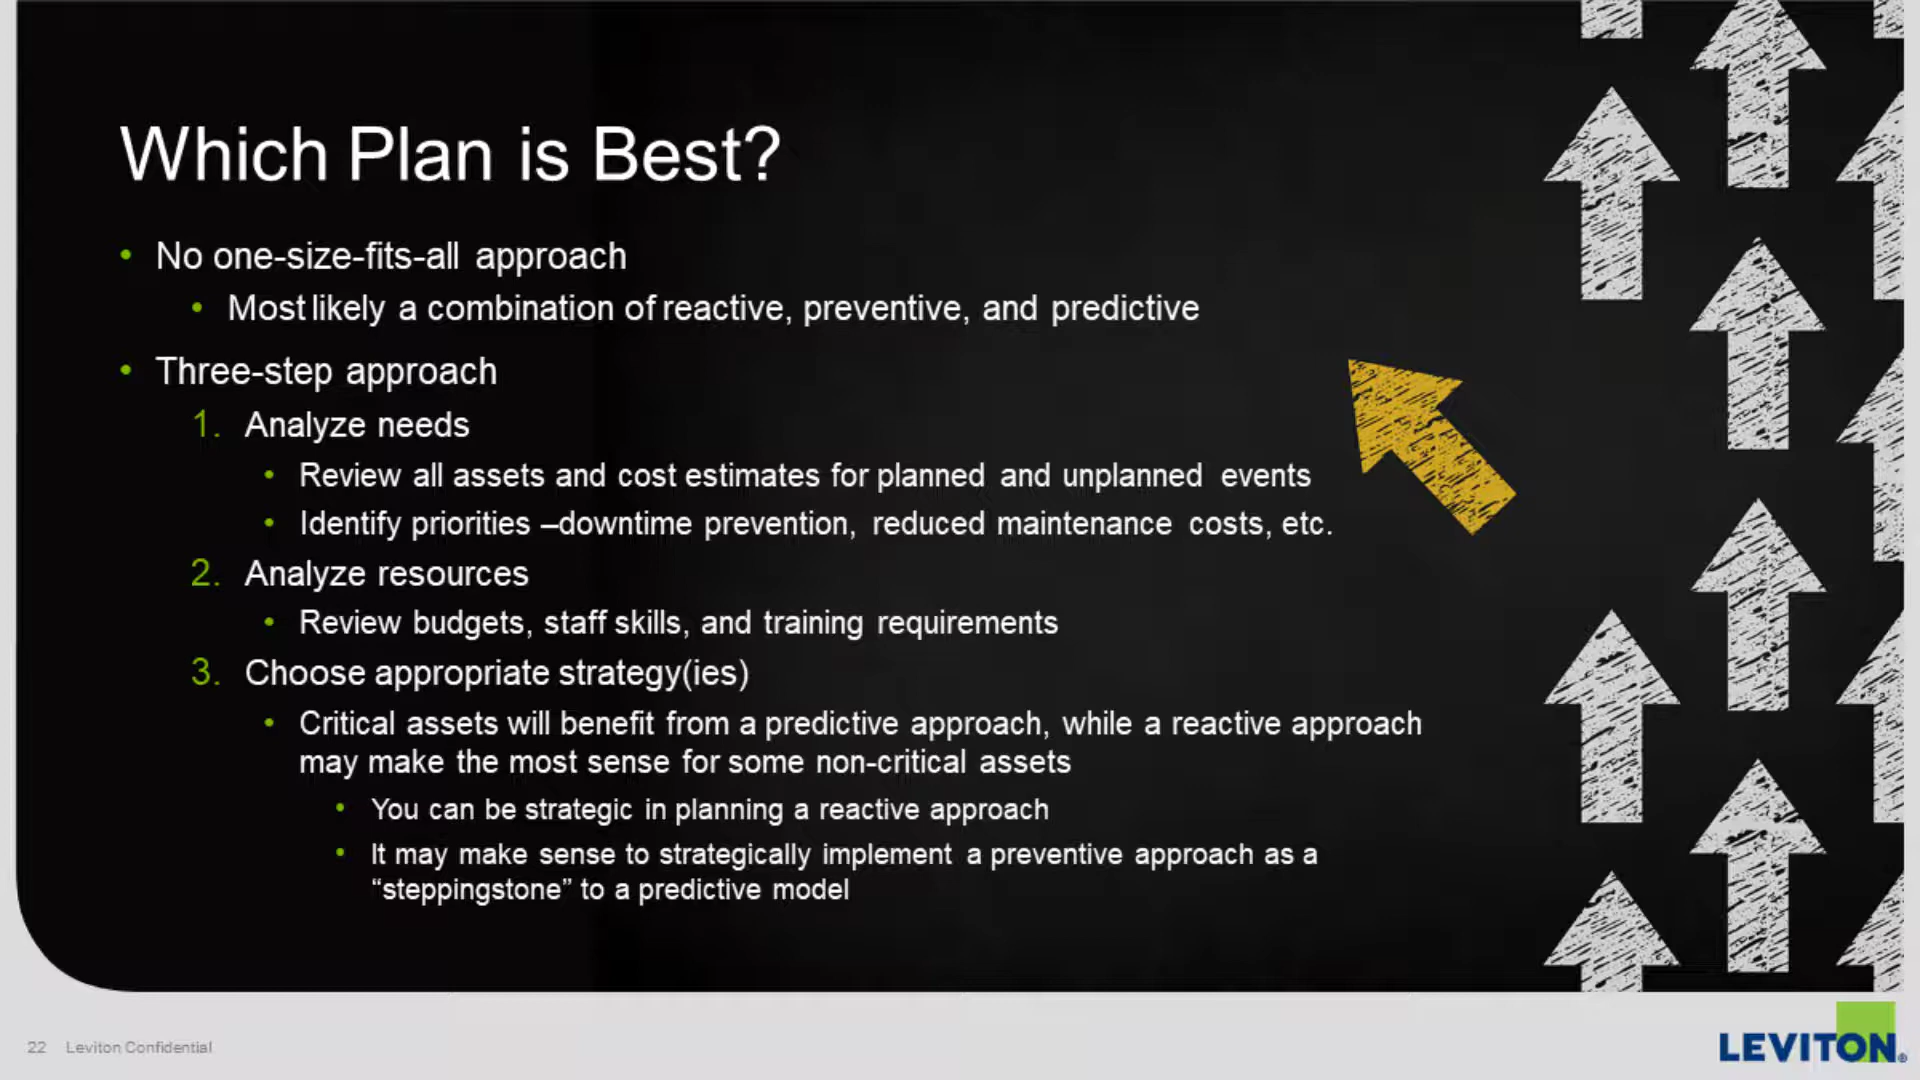 Which Plan is Best?
• No one-size-fits-all approach
• Most likely a combination of reactive, preventive, and predictive
• Three-step approach
1. Analyze needs
• Review all assets and cost estimates for planned and unplanned events
• Identify priorities –downtime prevention, reduced maintenance costs, etc.
2. Analyze resources
• Review budgets, staff skills, and training requirements
3. Choose appropriate strategy(ies)
• Critical assets will benefit from a predictive approach, while a reactive approach
may make the most sense for some non-critical assets
• You can be strategic in planning a reactive approach
• It may make sense to strategically implement a preventive approach as a
“steppingstone” to a predictive model
22 Leviton Confidential
LEVITON®